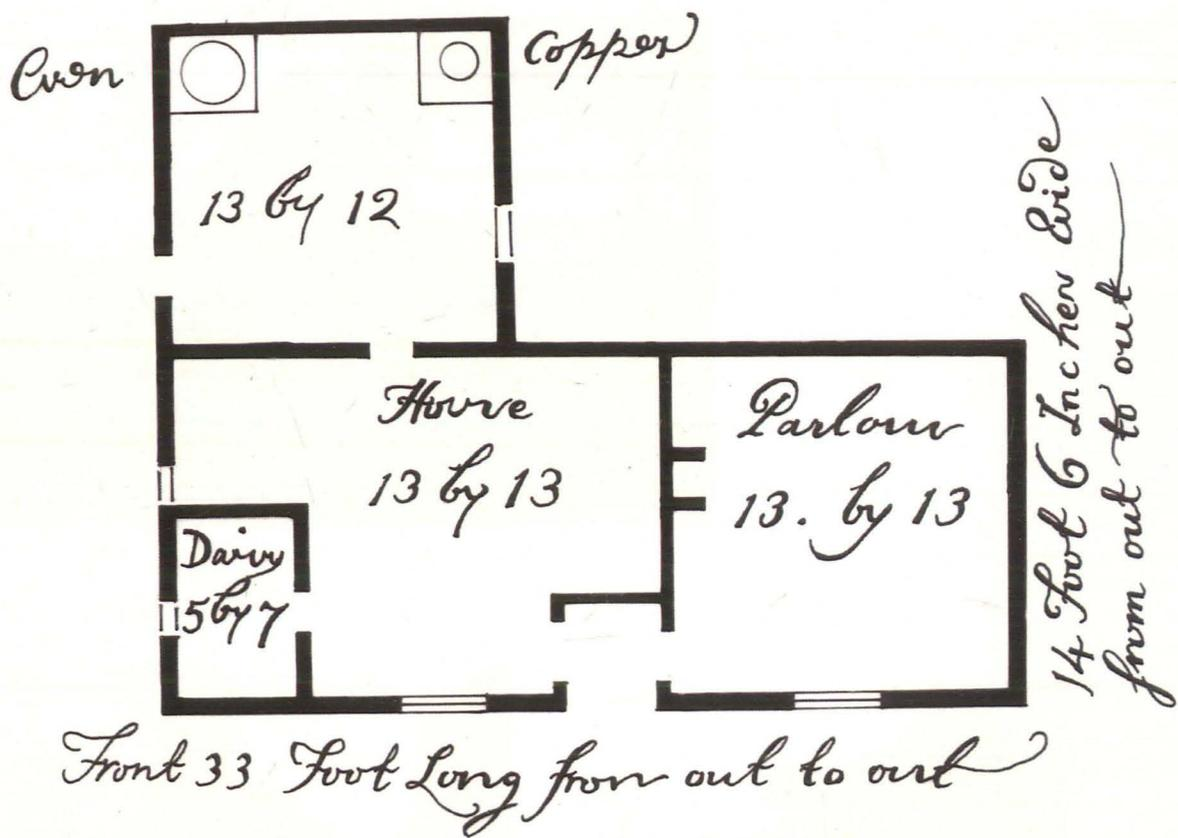 Oven
Copper
13 by 12
House
13 by 13
Parlour
13. by 13
Dairy
5 by 7
14 Foot 6 Inches Wide
from out to out
Front 33 Foot Long from out to out